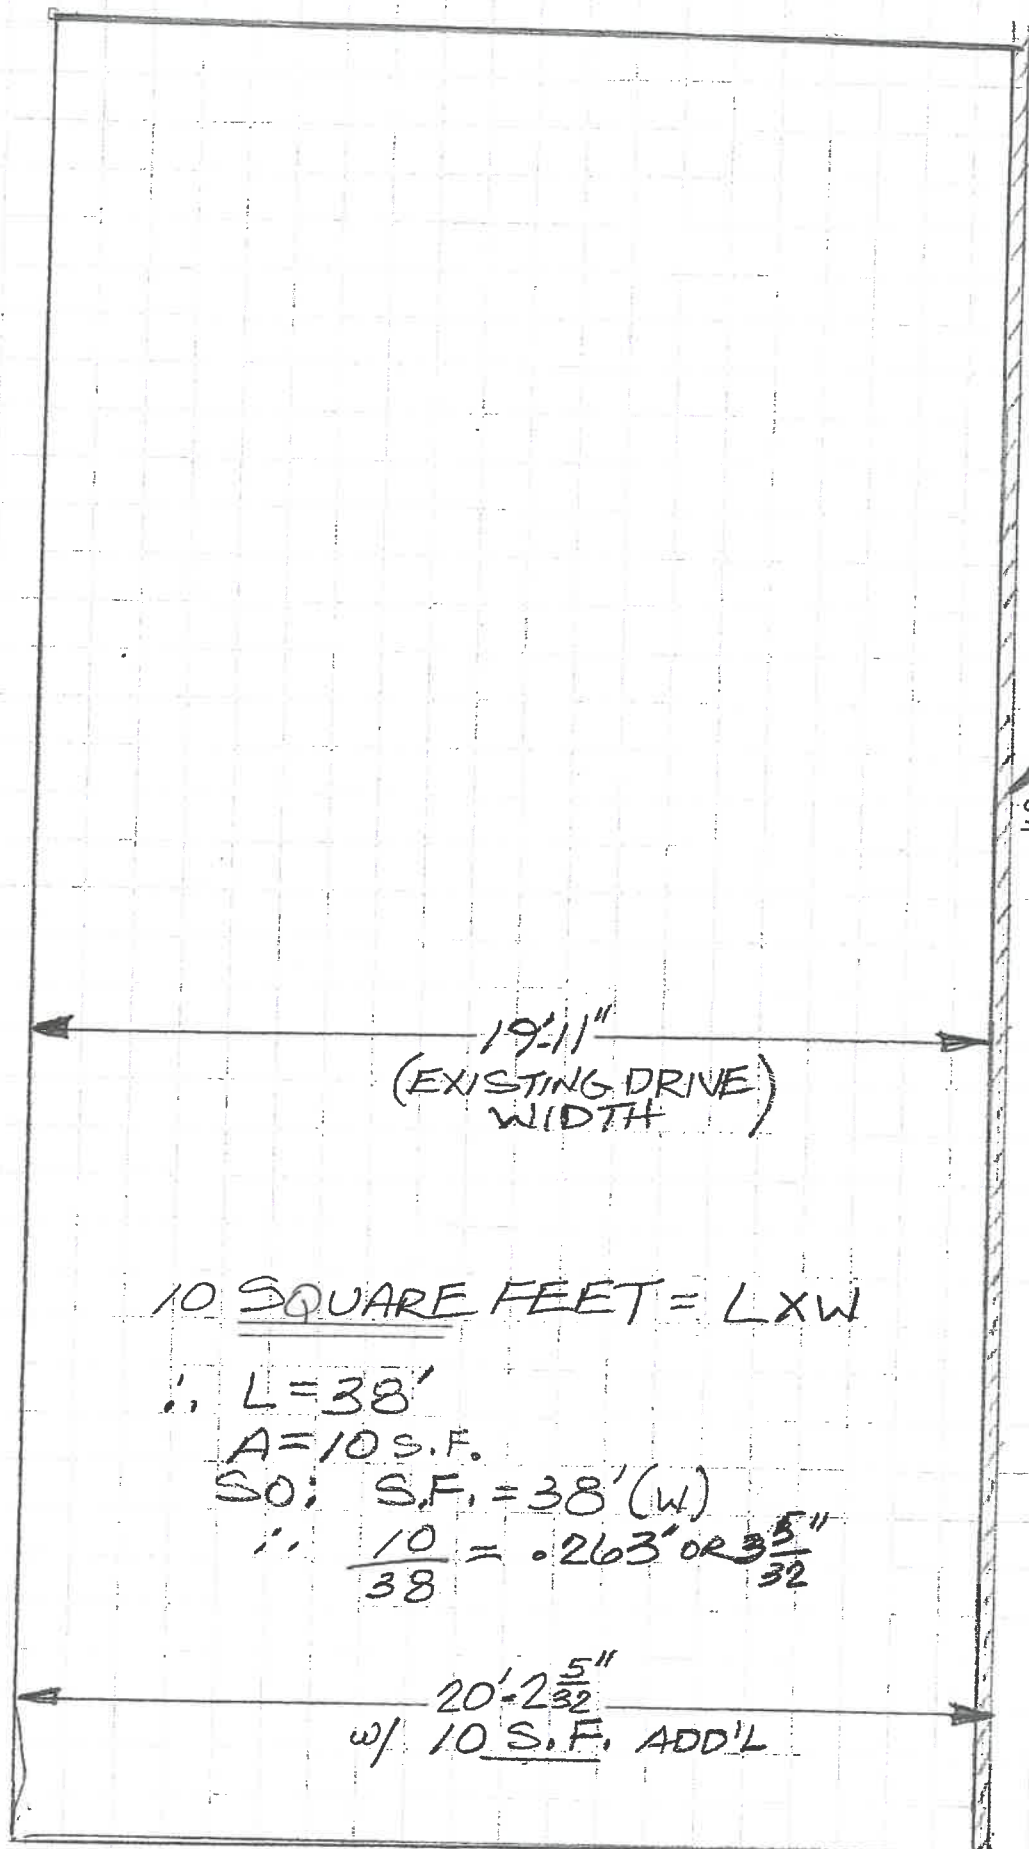 19'-11"
(EXISTING DRIVE)
WIDTH
10 SQUARE FEET = L X W
∴ L = 38'
A = 10 S.F.
SO: S.F. = 38' (W)
∴ 10/38 = .263' OR 3 5/32"
20'-2 5/32"
w/ 10 S.F. ADD'L